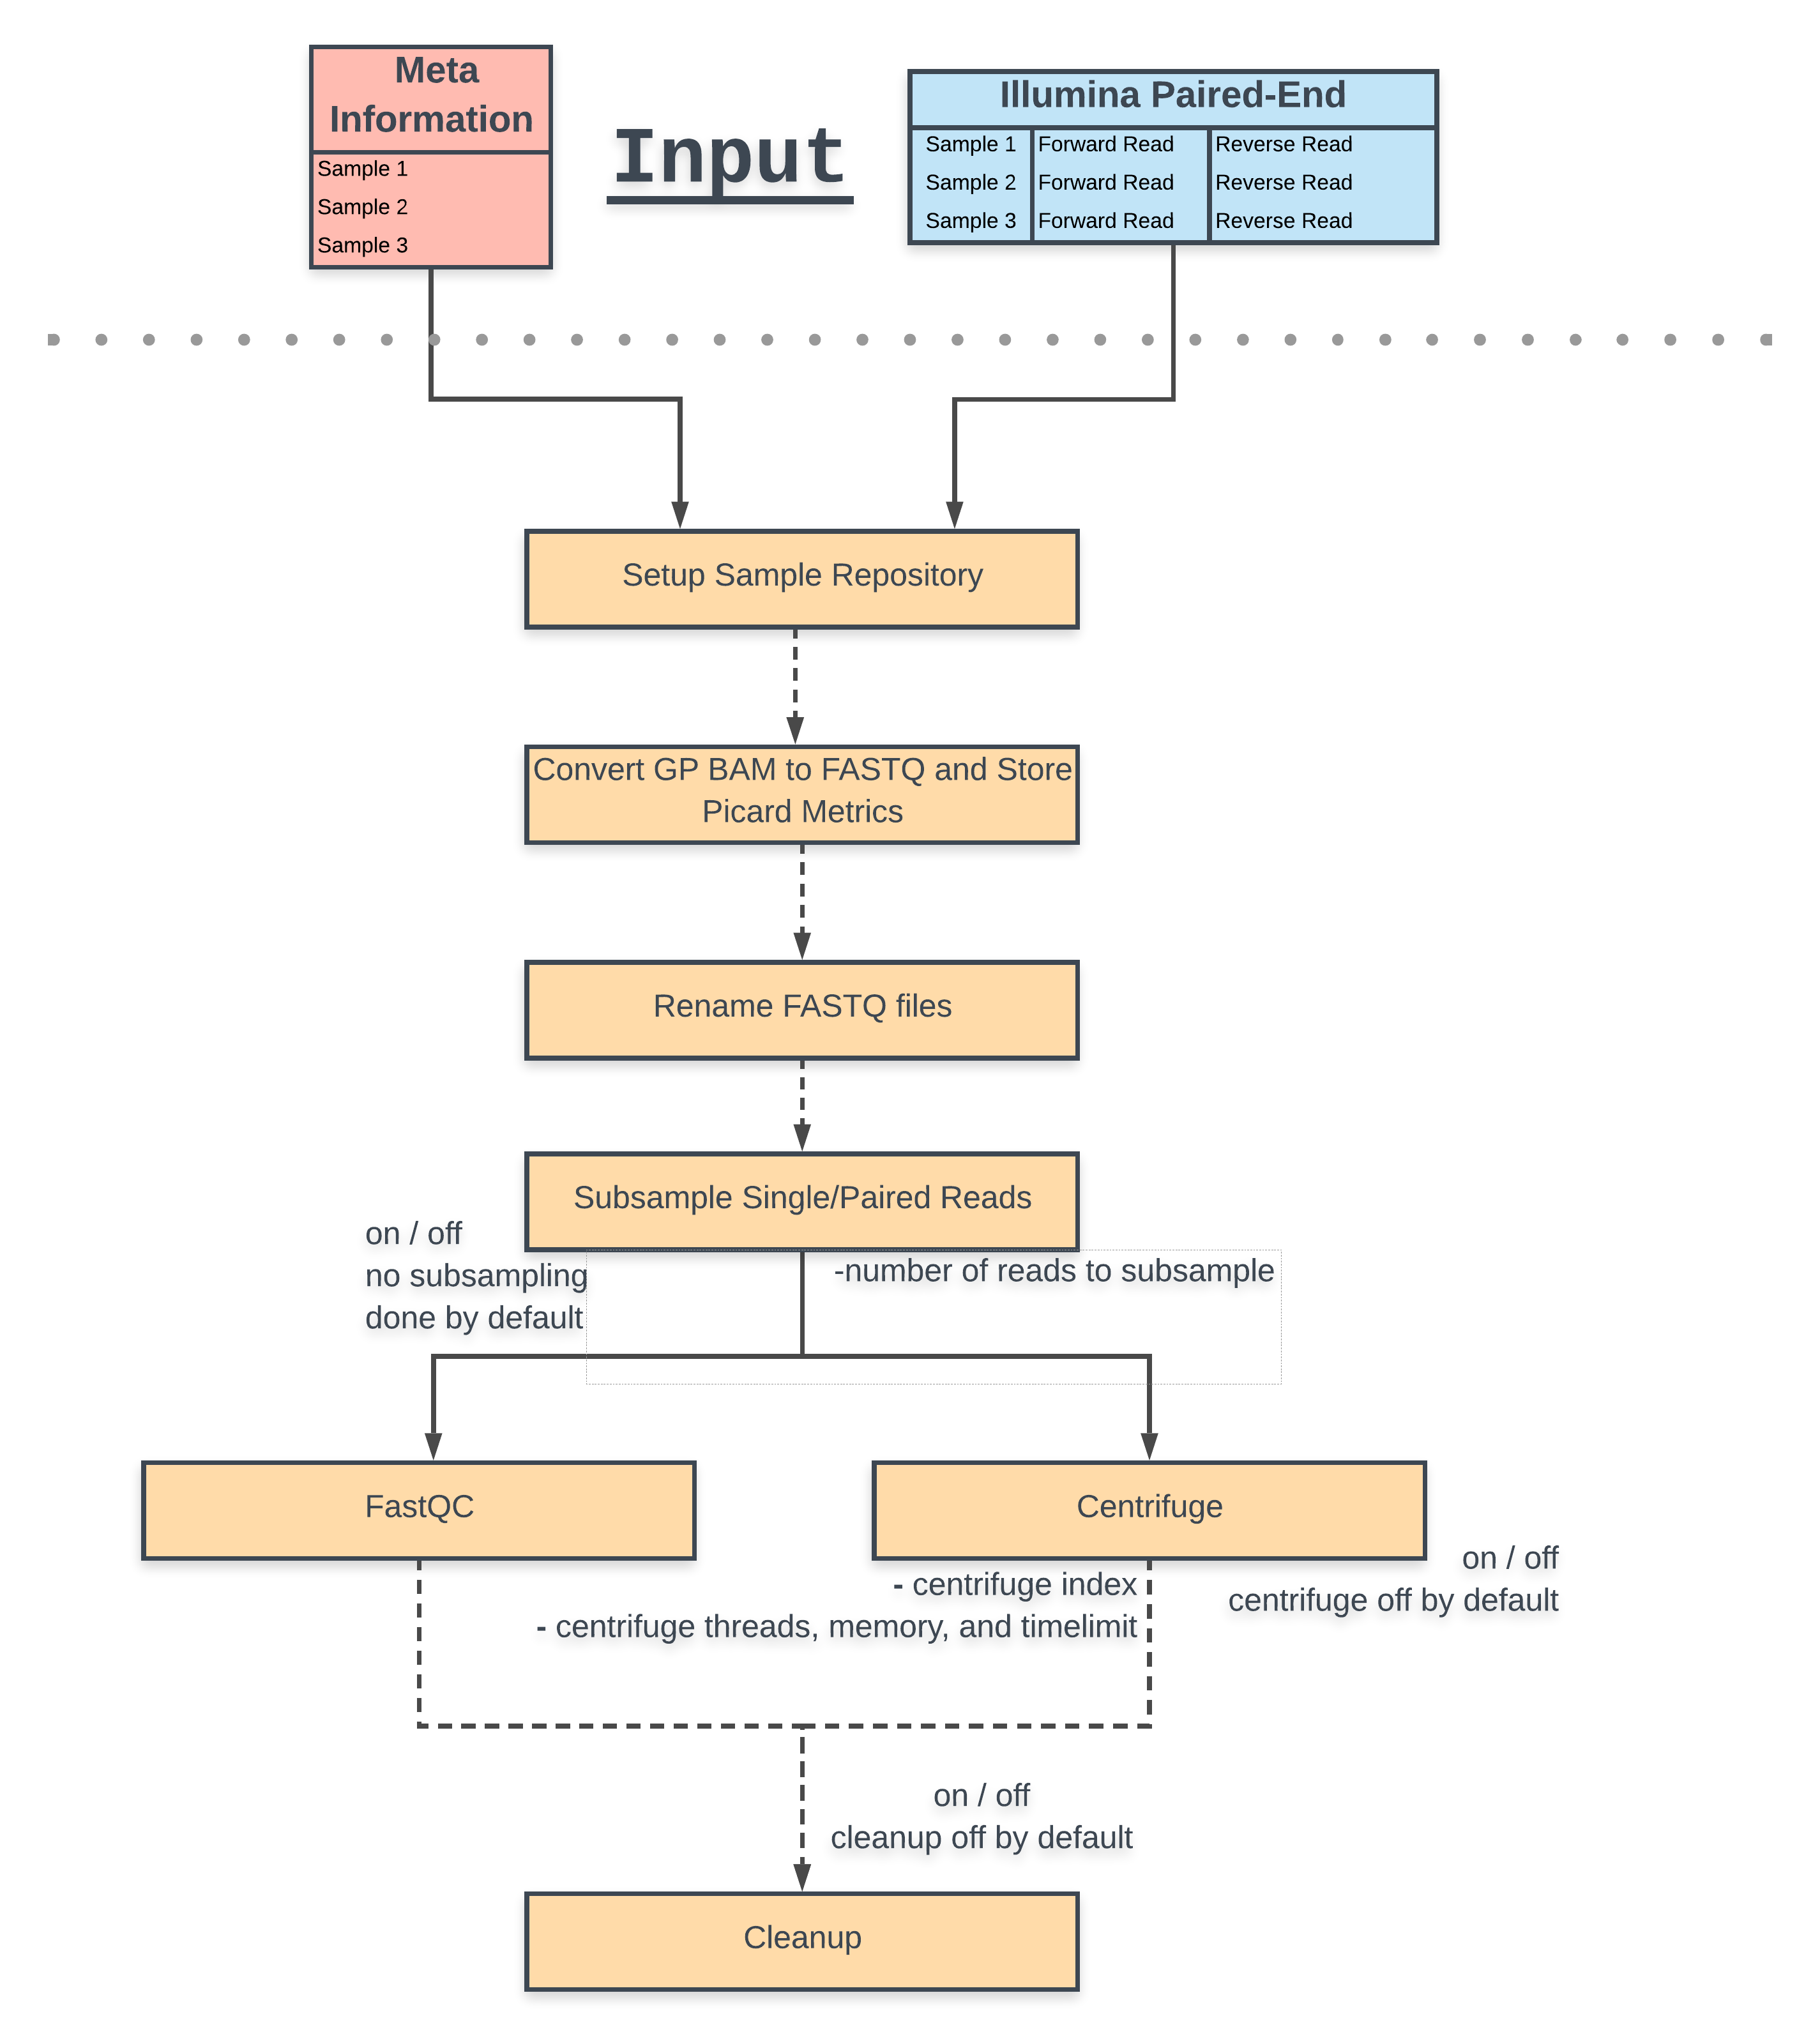 Meta
Information
Sample 1
Sample 2
Sample 3
Input
Illumina Paired-End
Sample 1 Forward Read Reverse Read
Sample 2 Forward Read Reverse Read
Sample 3 Forward Read Reverse Read
Setup Sample Repository
Convert GP BAM to FASTQ and Store
Picard Metrics
Rename FASTQ files
Subsample Single/Paired Reads
on / off
no subsampling
done by default
-number of reads to subsample
FastQC
Centrifuge
- centrifuge index
- centrifuge threads, memory, and timelimit
on / off
centrifuge off by default
on / off
cleanup off by default
Cleanup